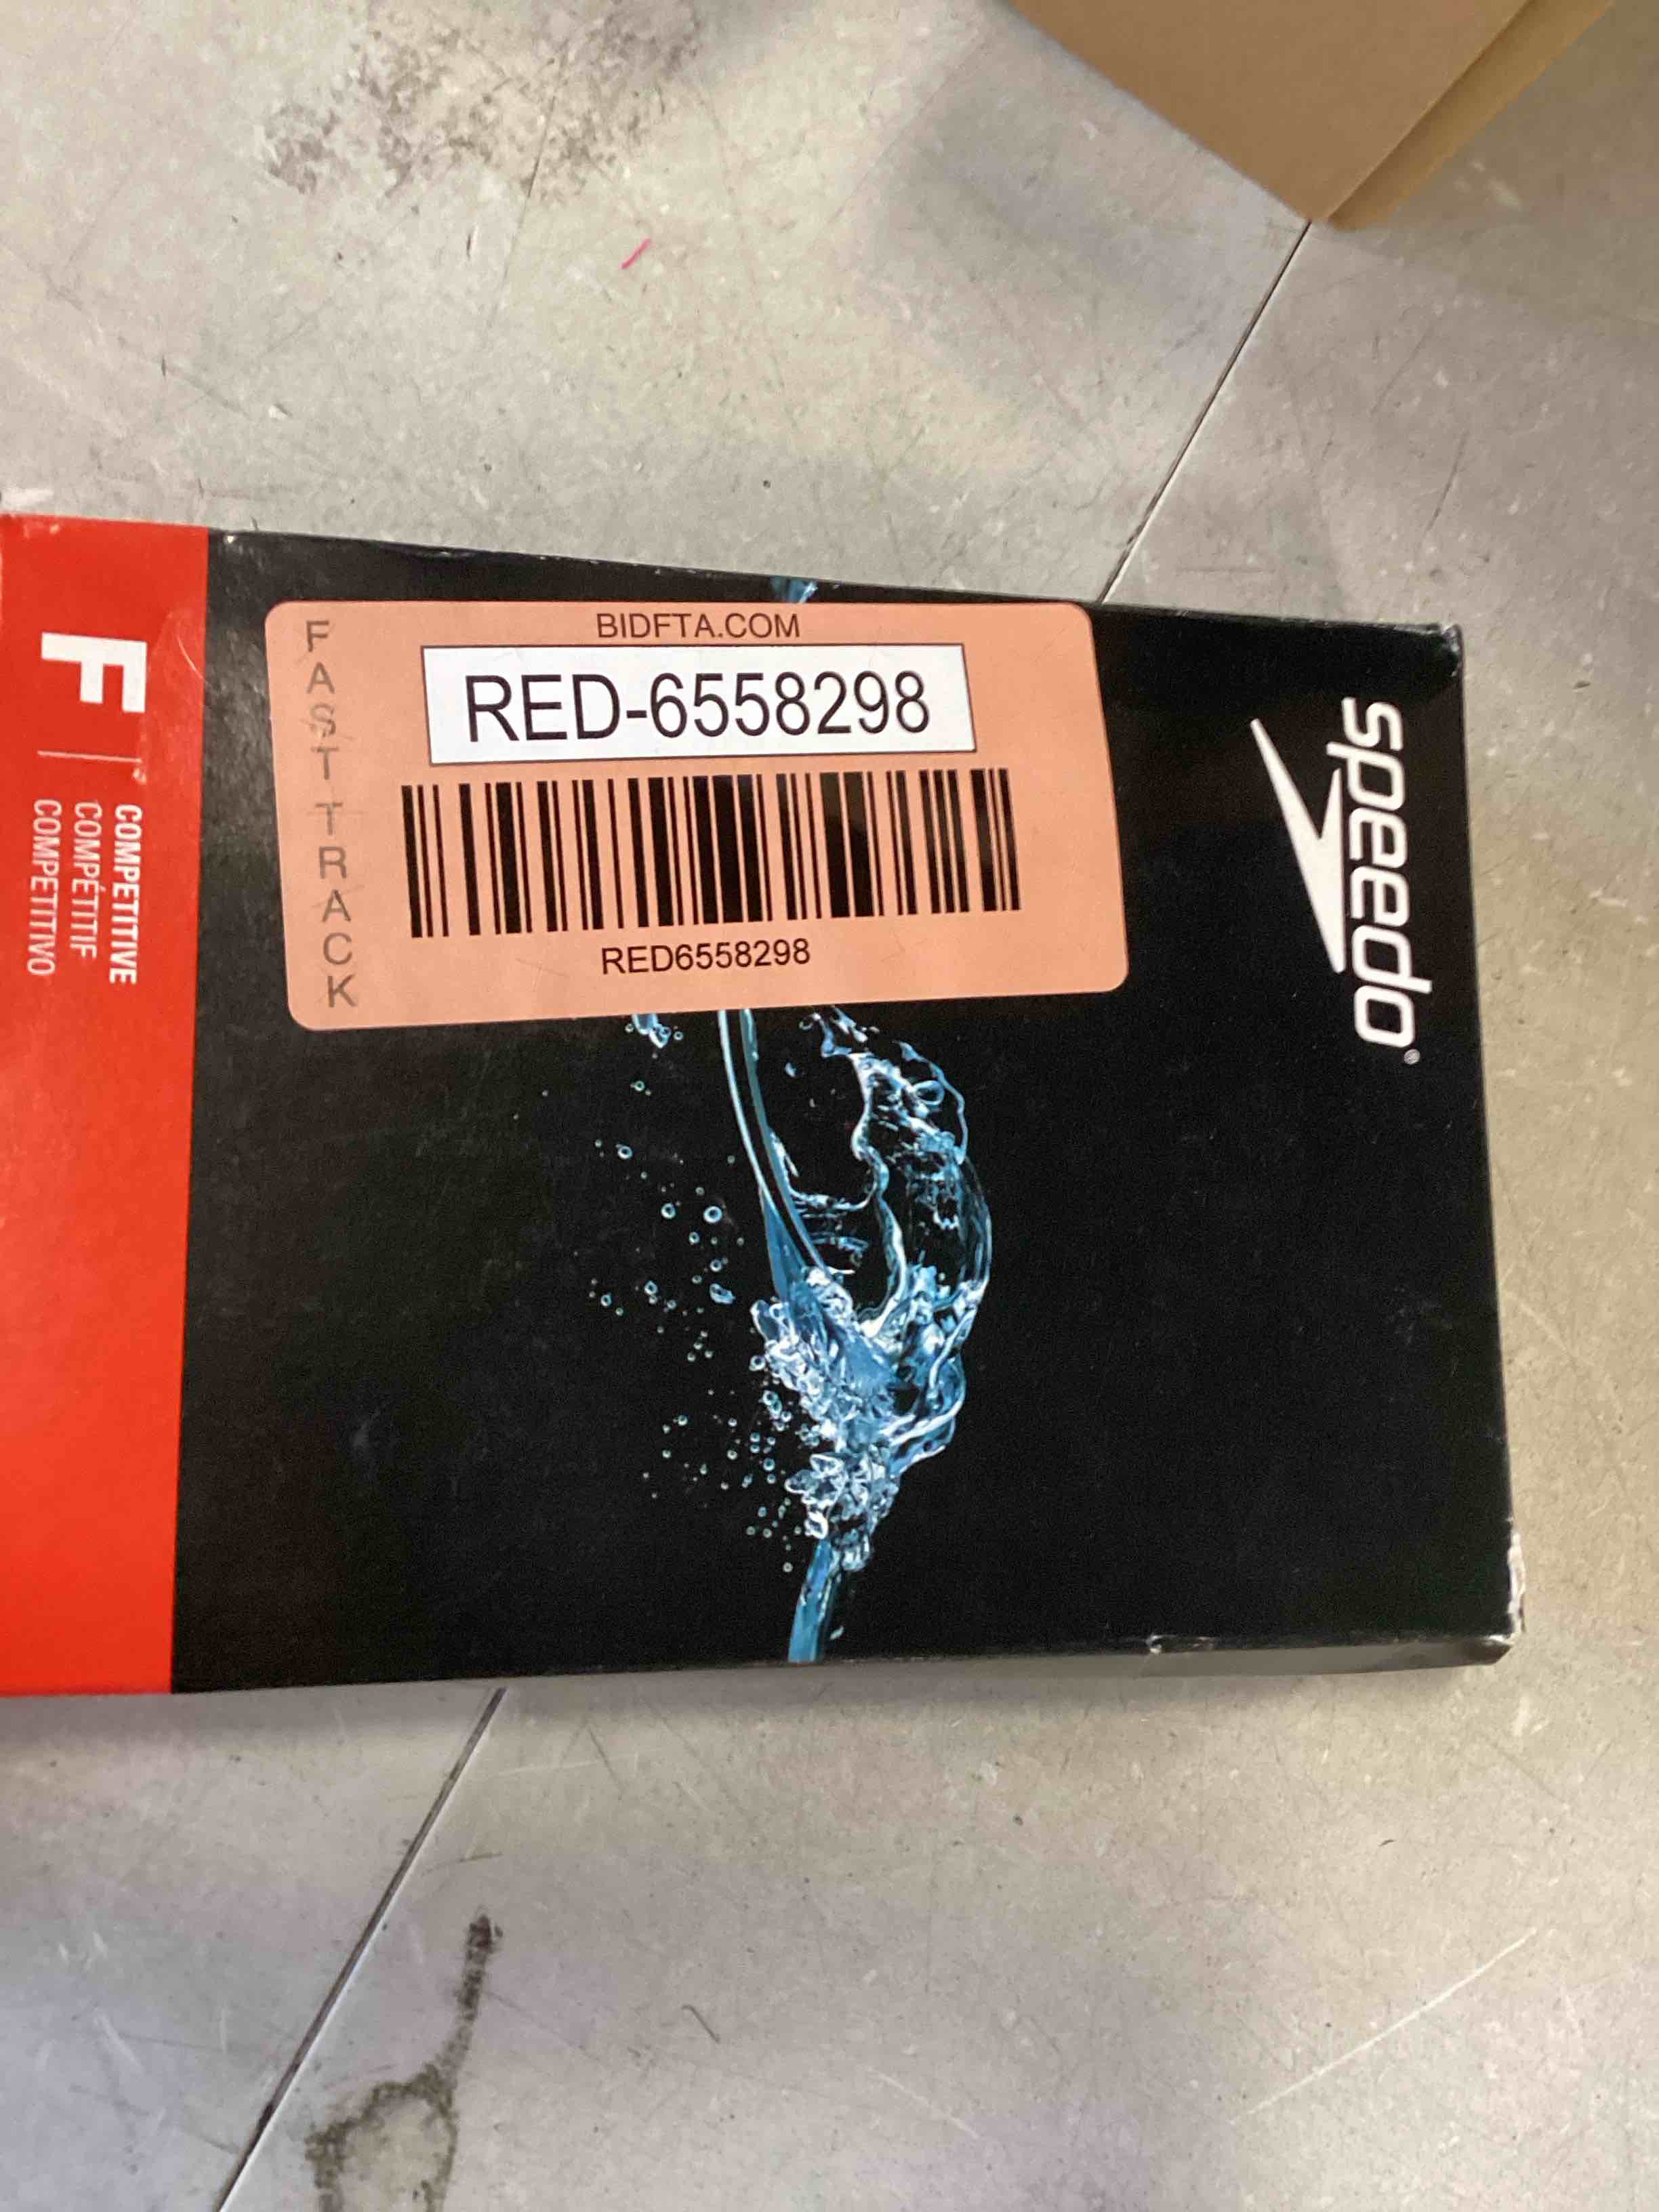 BIDFTA.COM
FAST TRACK
RED-6558298
RED6558298
speedo®
F
COMPETITIVE
COMPÉTITIF
COMPETITIVO